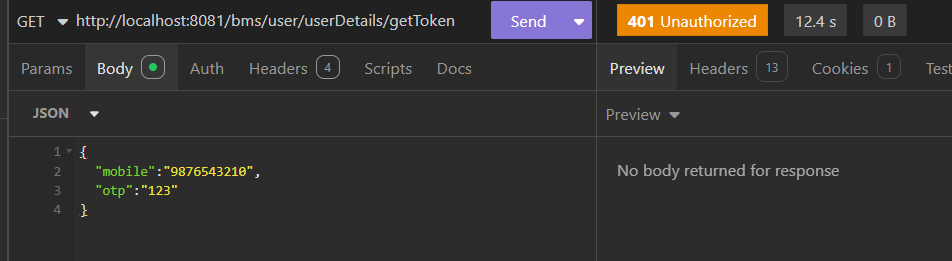 GET http://localhost:8081/bms/user/userDetails/getToken Send 401 Unauthorized 12.4 s 0 B
Params Body Auth Headers 4 Scripts Docs Preview Headers 13 Cookies 1 Test
JSON Preview
1 {
2 "mobile":"9876543210",
3 "otp":"123"
4 }
No body returned for response